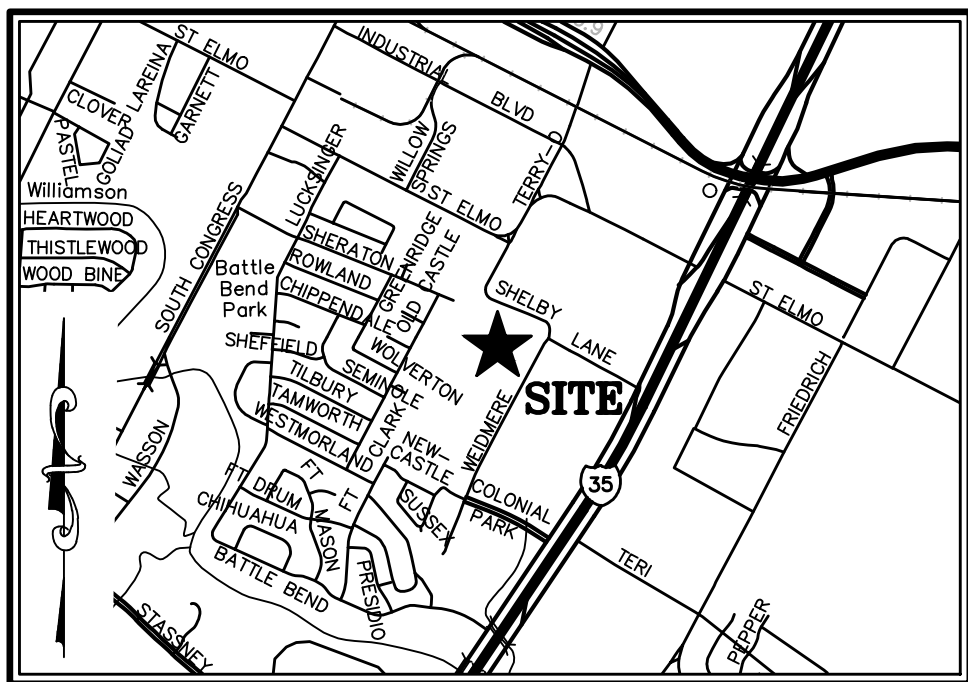 ST ELMO
INDUSTRIA
BLVD
LAREINA
GARNETT
CLOVER
GOLIAD
PASTEL
Williamson
HEARTWOOD
THISTLEWOOD
WOOD BINE
SOUTH CONGRESS
LUCKSINGER
WILLOW
SPRINGS
TERRY-O
ST ELMO
SHERATON
ROWLAND
CHIPPENDALE
GREENRIDGE
OLD
CASTLE
Battle
Bend
Park
SHELBY
LANE
ST ELMO
SHEFFIELD
WOLVERTON
SEMINOLE
TILBURY
TAMWORTH
WESTMORLAND
SITE
WEIDMERE
FRIEDRICH
WASSON
FT CLARK
NEW-
CASTLE
SUSSEX
COLONIAL
PARK
35
FT DRUM
CHIHUAHUA
FT
MASON
PRESIDIO
BATTLE BEND
STASSNEY
TERI
PEPPER